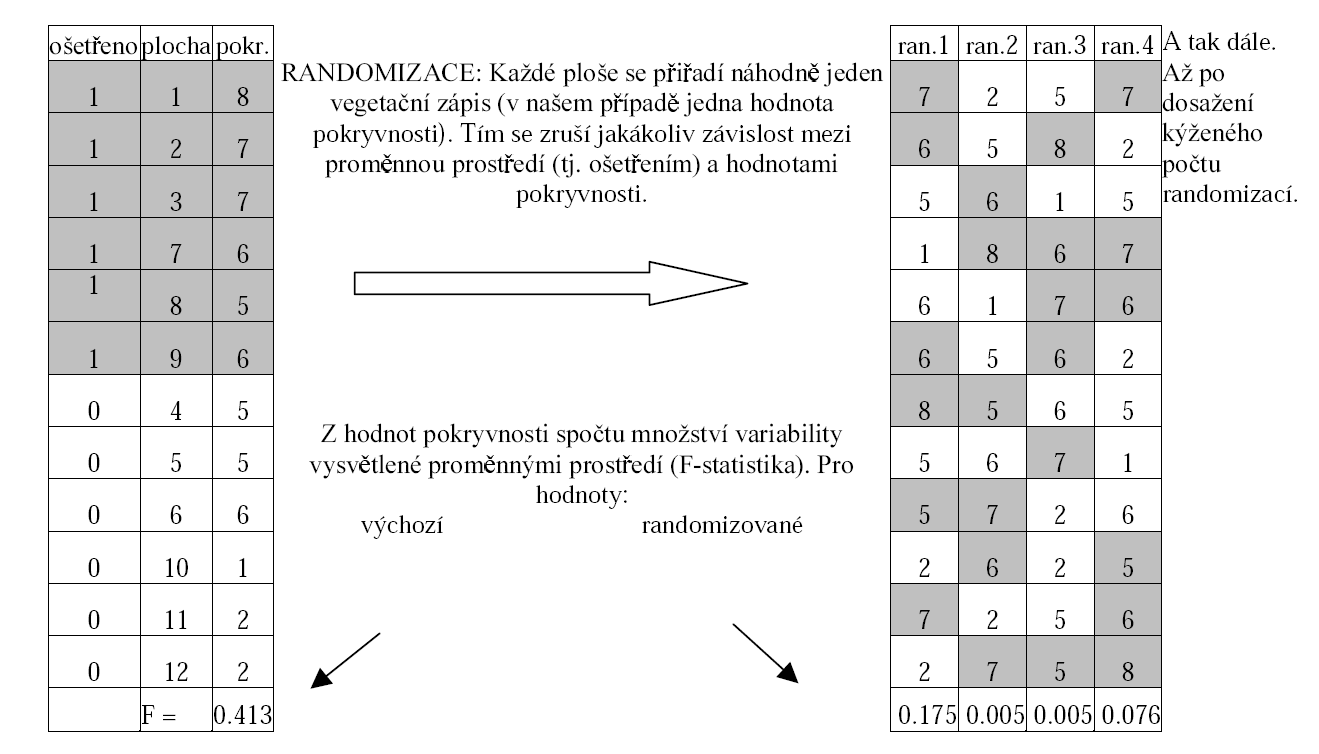 ošetřeno plocha pokr.
1 1 8
1 2 7
1 3 7
1 7 6
1 8 5
1 9 6
0 4 5
0 5 5
0 6 6
0 10 1
0 11 2
0 12 2
F = 0.413
RANDOMIZACE: Každé ploše se přiřadí náhodně jeden
vegetační zápis (v našem případě jedna hodnota
pokryvnosti). Tím se zruší jakákoliv závislost mezi
proměnnou prostředí (tj. ošetřením) a hodnotami
pokryvnosti.
Z hodnot pokryvnosti spočtu množství variability
vysvětlené proměnnými prostředí (F-statistika). Pro
hodnoty:
výchozí randomizované
ran.1 ran.2 ran.3 ran.4
7 2 5 7
6 5 8 2
5 6 1 5
1 8 6 7
6 1 7 6
6 5 6 2
8 5 6 5
5 6 7 1
5 7 2 6
2 6 2 5
7 2 5 6
2 7 5 8
0.175 0.005 0.005 0.076
A tak dále.
Až po
dosažení
kýženého
počtu
randomizací.